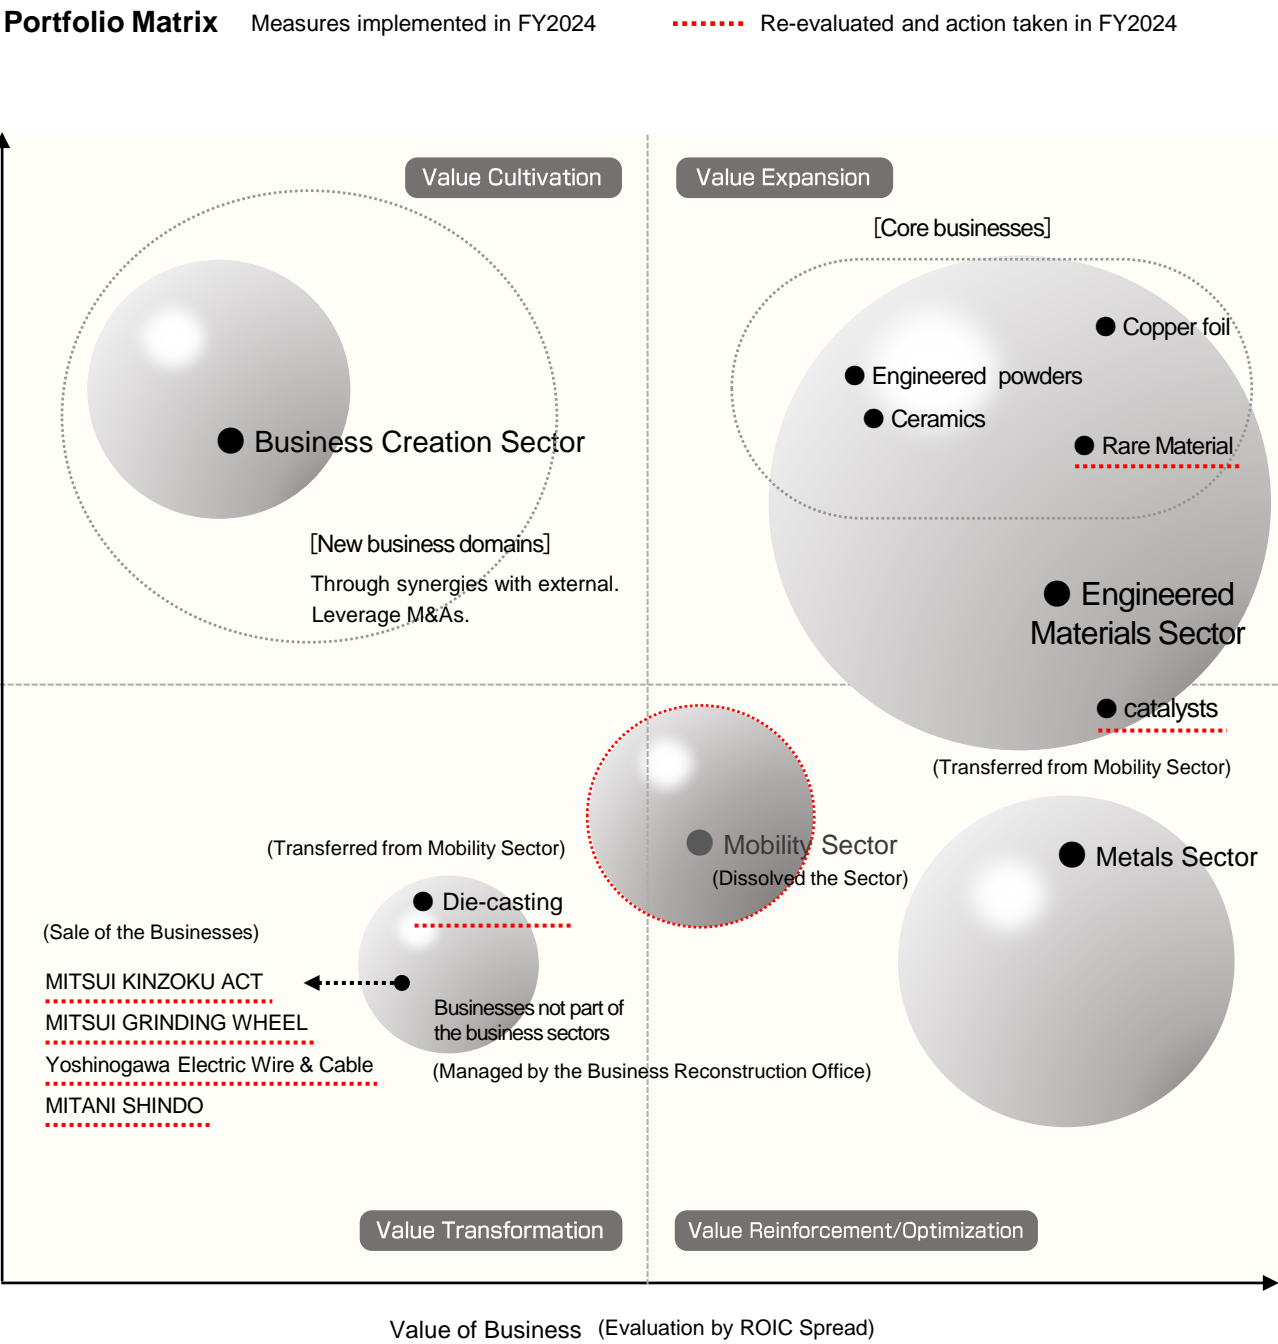 Portfolio Matrix Measures implemented in FY2024 Re-evaluated and action taken in FY2024
Value Cultivation
Value Expansion
[Core businesses]
Copper foil
Engineered powders
Ceramics
Rare Material
Business Creation Sector
[New business domains]
Through synergies with external.
Leverage M&As.
Engineered
Materials Sector
catalysts
(Transferred from Mobility Sector)
Mobility Sector
(Dissolved the Sector)
Metals Sector
(Transferred from Mobility Sector)
Die-casting
(Sale of the Businesses)
MITSUI KINZOKU ACT
MITSUI GRINDING WHEEL
Yoshinogawa Electric Wire & Cable
MITANI SHINDO
Businesses not part of
the business sectors
(Managed by the Business Reconstruction Office)
Value Transformation
Value Reinforcement/Optimization
Value of Business (Evaluation by ROIC Spread)